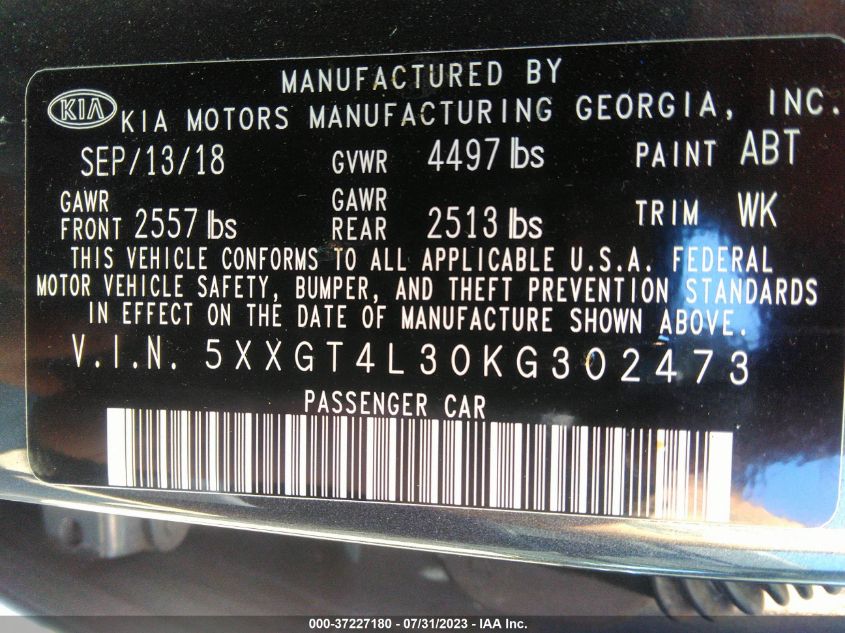 MANUFACTURED BY
KIA KIA MOTORS MANUFACTURING GEORGIA, INC.
SEP/13/18 GVWR 4497 lbs PAINT ABT
GAWR FRONT 2557 lbs GAWR REAR 2513 lbs TRIM WK
THIS VEHICLE CONFORMS TO ALL APPLICABLE U.S.A. FEDERAL
MOTOR VEHICLE SAFETY, BUMPER, AND THEFT PREVENTION STANDARDS
IN EFFECT ON THE DATE OF MANUFACTURE SHOWN ABOVE.
V.I.N. 5XXGT4L30KG302473
PASSENGER CAR
000-37227180 - 07/31/2023 - IAA Inc.